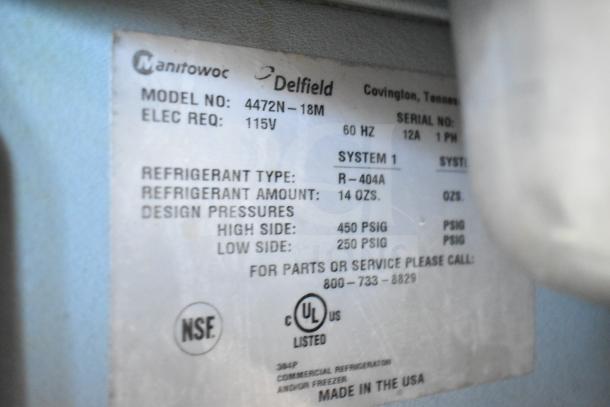 Manitowoc Delfield Covington,
MODEL NO: 4472N-18M SERIAL NO:
ELEC REQ: 115V 60 HZ 12A 1 PH
SYSTEM 1
REFRIGERANT TYPE: R-404A
REFRIGERANT AMOUNT: 14 OZS. OZS.
DESIGN PRESSURES
HIGH SIDE: 450 PSIG PSIG
LOW SIDE: 250 PSIG PSIG
FOR PARTS OR SERVICE PLEASE CALL:
800-733-8829
NSF
C UL US
LISTED
384P
COMMERCIAL REFRIGERATOR
AND/OR FREEZER
MADE IN THE USA